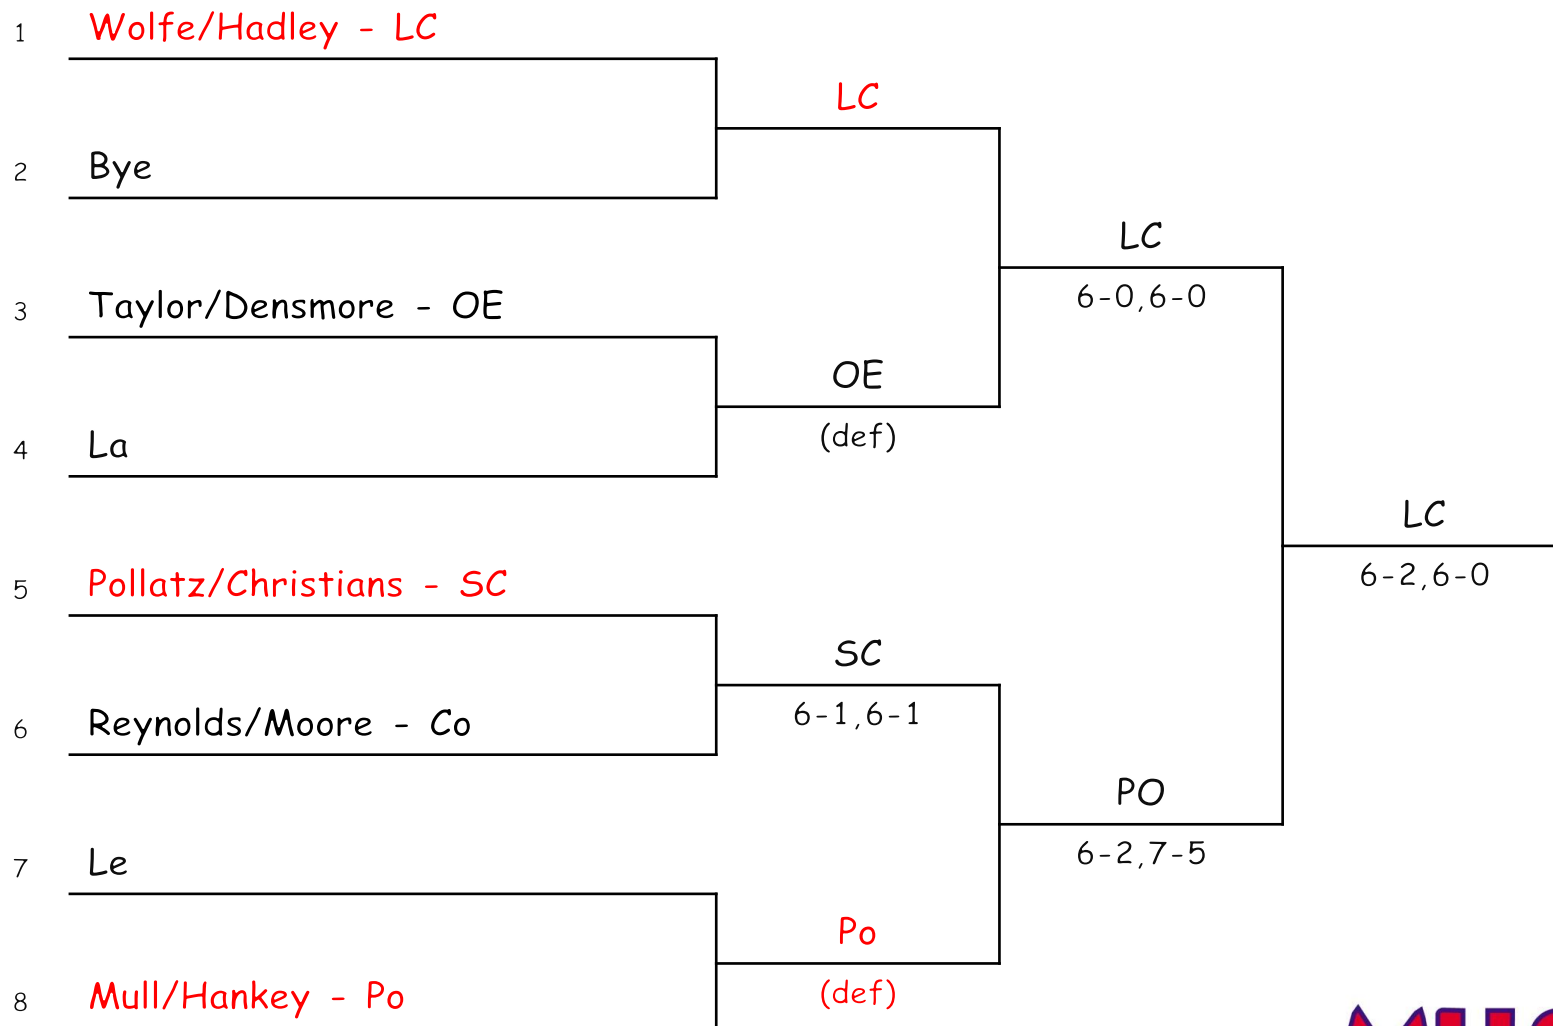 1 Wolfe/Hadley - LC
LC
2 Bye
LC
6-0,6-0
3 Taylor/Densmore - OE
OE
(def)
4 La
LC
6-2,6-0
5 Pollatz/Christians - SC
SC
6-1,6-1
6 Reynolds/Moore - Co
PO
6-2,7-5
7 Le
Po
(def)
8 Mull/Hankey - Po